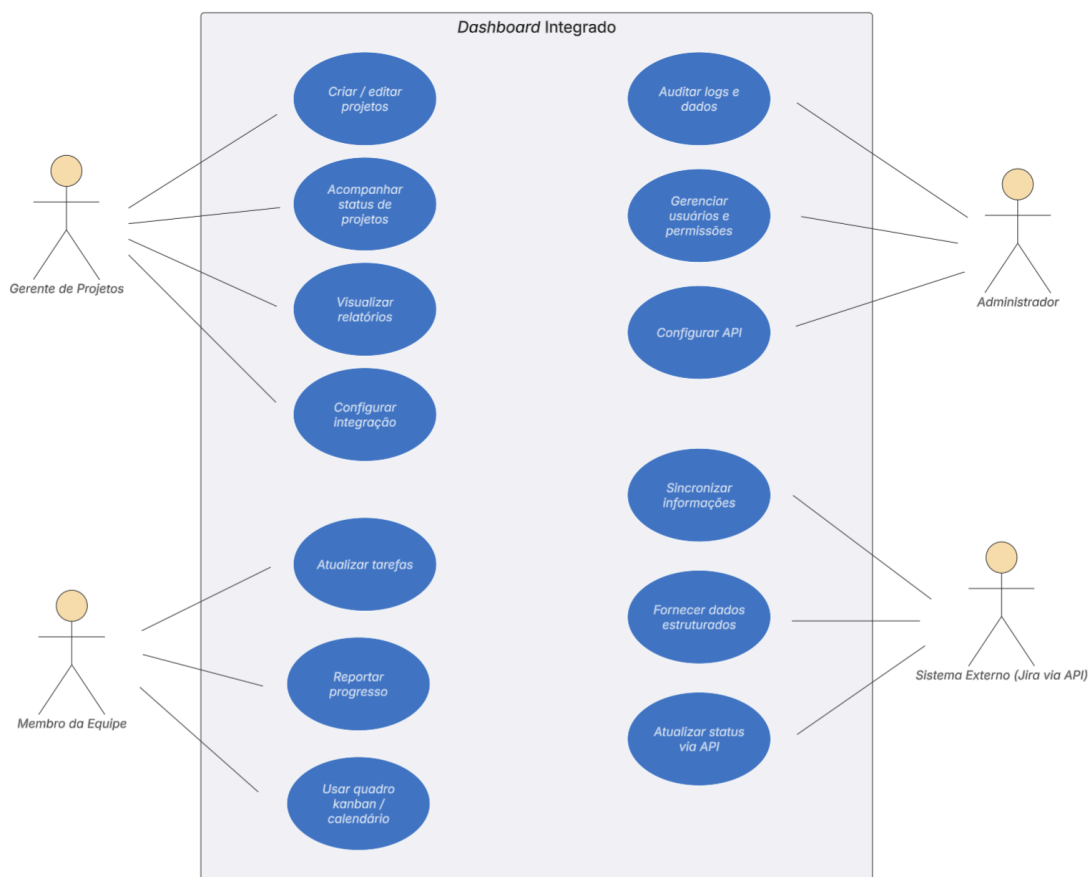 Dashboard Integrado
Criar / editar
projetos
Acompanhar
status de
projetos
Visualizar
relatórios
Configurar
integração
Gerente de Projetos
Atualizar tarefas
Reportar
progresso
Usar quadro
kanban /
calendário
Membro da Equipe
Auditar logs e
dados
Gerenciar
usuários e
permissões
Configurar API
Administrador
Sincronizar
informações
Fornecer dados
estruturados
Atualizar status
via API
Sistema Externo (Jira via API)